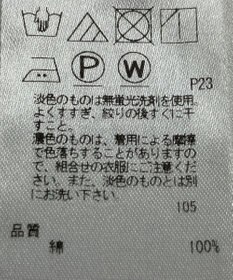 P W
P23
淡色のものは無蛍光洗剤を使用。
よくすすぎ、絞りの後すぐに干
すこと。
濃色のものは、着用による摩擦
で色落ちすることがありますの
で、組合せの衣服にご注意くだ
さい。また、淡色のものとは別
にお洗い下さい。
105
品質
綿 100%